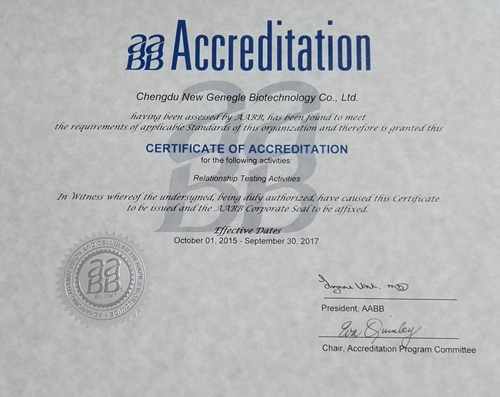 aaBB Accreditation
Chengdu New Genegle Biotechnology Co., Ltd.
having been assessed by AABB, has been found to meet
the requirements of applicable Standards of this organization and therefore is granted this
CERTIFICATE OF ACCREDITATION
for the following activities
Relationship Testing Activities
In Witness whereof the undersigned, being duly authorized, have caused this Certificate
to be issued and the AABB Corporate Seal to be affixed.
Effective Dates
October 01, 2015 - September 30, 2017
aaBB
President, AABB
Eva Quinley
Chair, Accreditation Program Committee